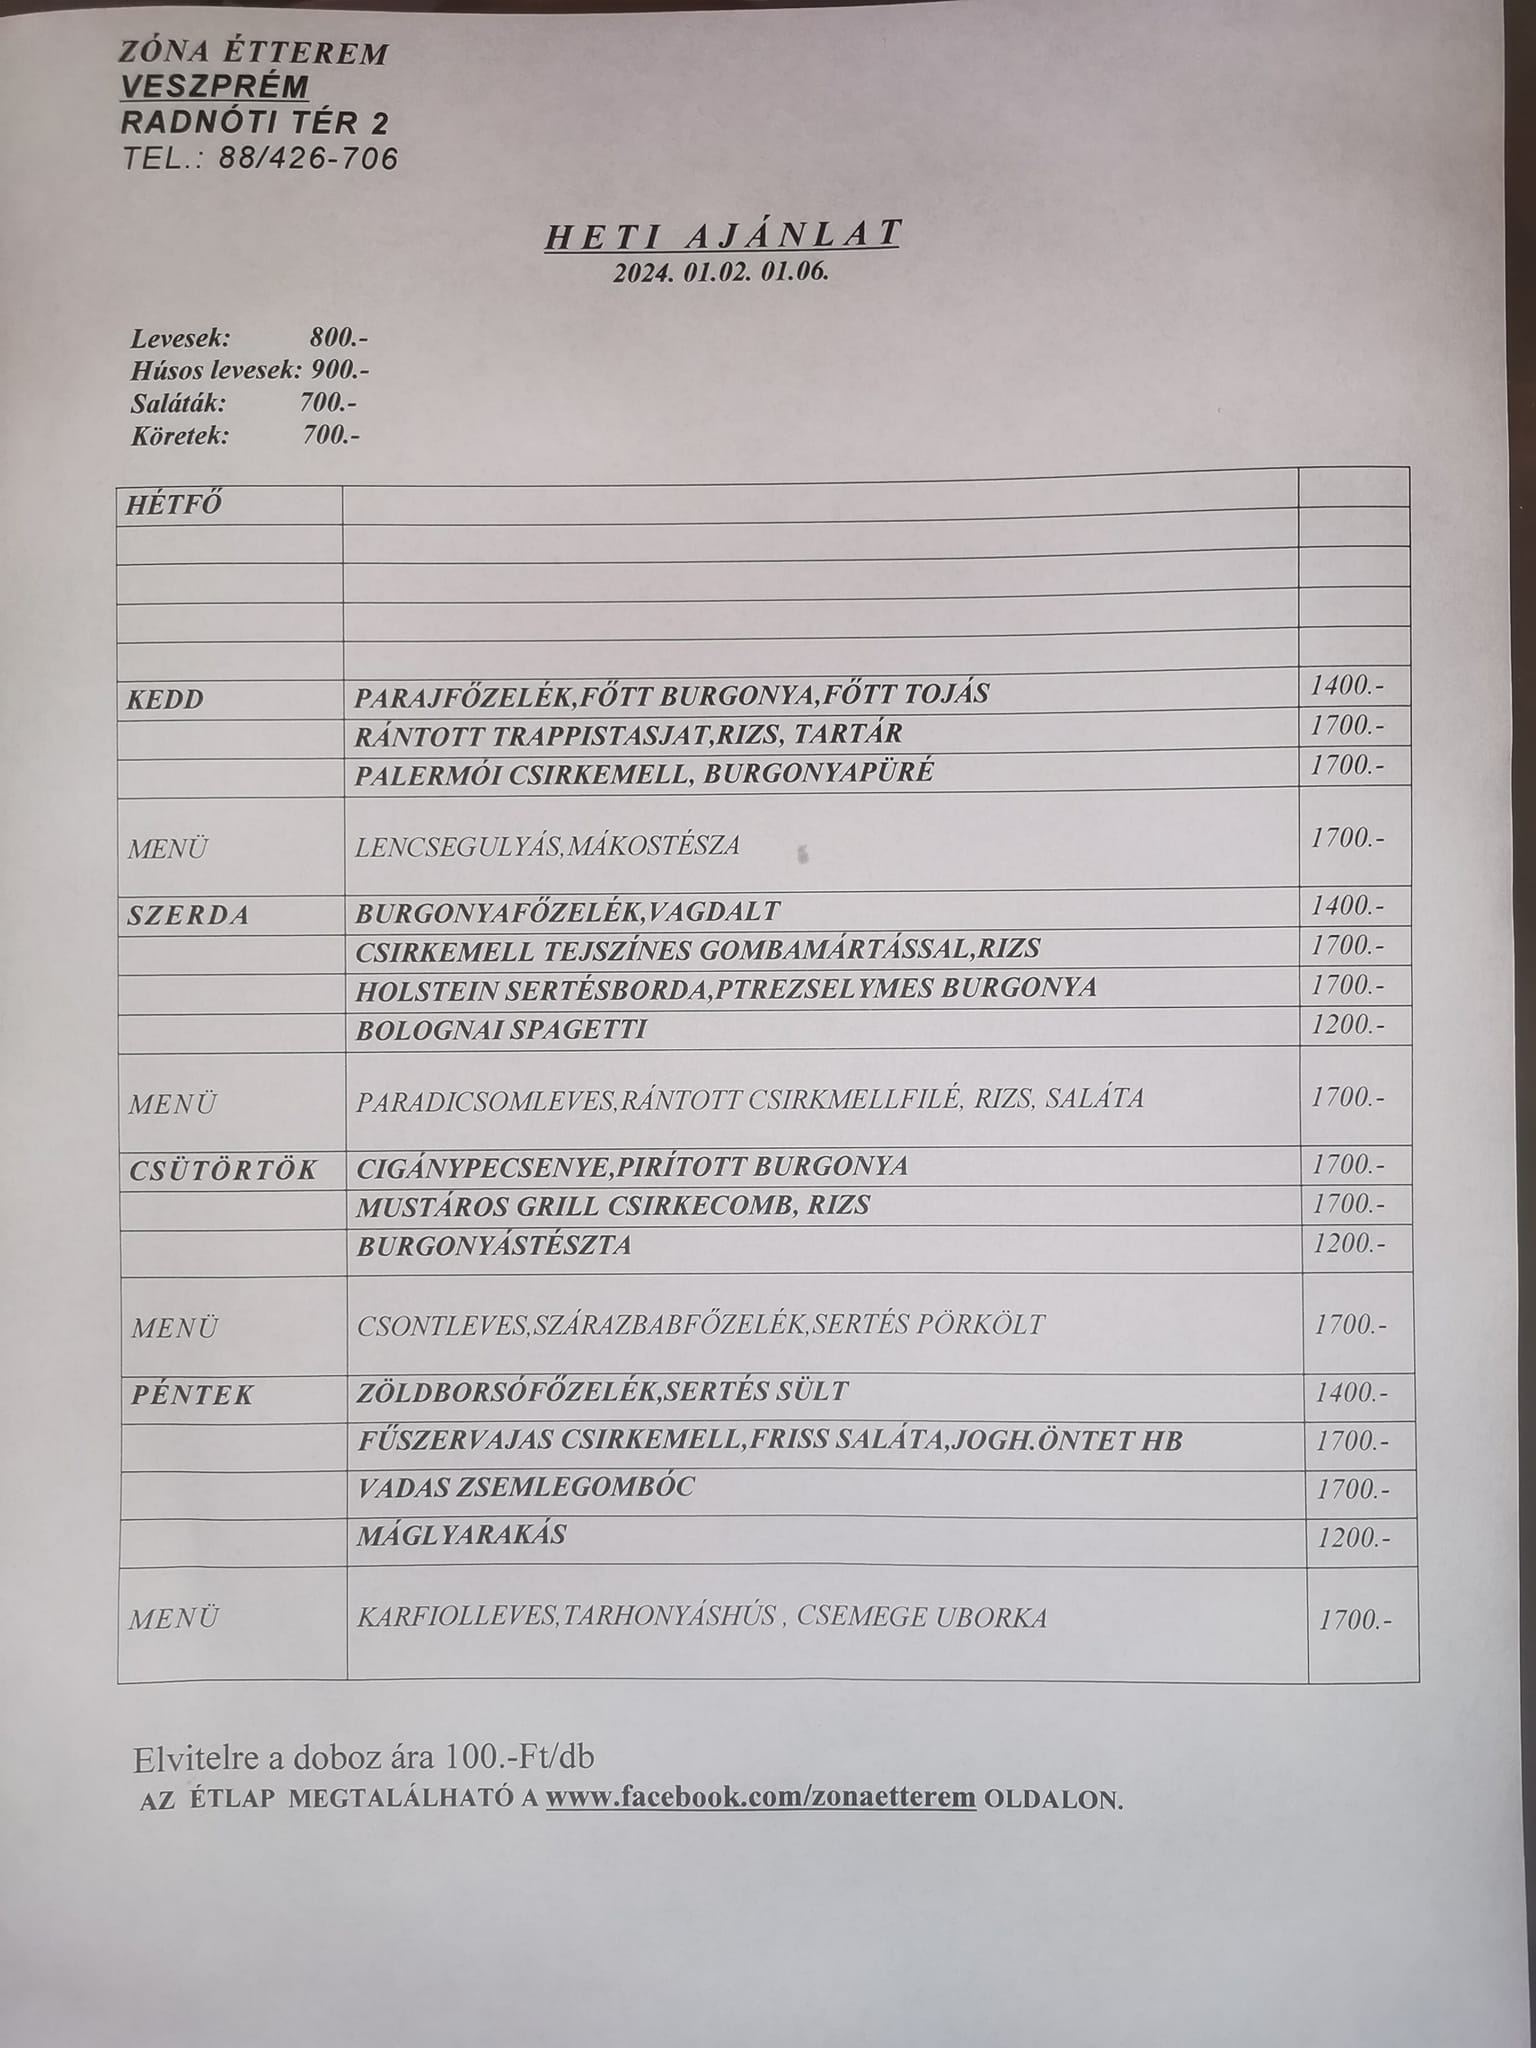 ZÓNA ÉTTEREM
VESZPRÉM
RADNÓTI TÉR 2
TEL.: 88/426-706
HETI AJÁNLAT
2024. 01.02. 01.06.
Levesek: 800.-
Húsos levesek: 900.-
Saláták: 700.-
Köretek: 700.-
HÉTFŐ
KEDD PARAJFŐZELÉK,FŐTT BURGONYA,FŐTT TOJÁS 1400.-
RÁNTOTT TRAPPISTASJAT,RIZS, TARTÁR 1700.-
PALERMÓI CSIRKEMELL, BURGONYAPÜRÉ 1700.-
MENÜ LENCSEGULYÁS,MÁKOSTÉSZA 1700.-
SZERDA BURGONYAFŐZELÉK,VAGDALT 1400.-
CSIRKEMELL TEJSZÍNES GOMBAMÁRTÁSSAL,RIZS 1700.-
HOLSTEIN SERTÉSBORDA,PTREZSELYMES BURGONYA 1700.-
BOLOGNAI SPAGETTI 1200.-
MENÜ PARADICSOMLEVES,RÁNTOTT CSIRKMELLFILÉ, RIZS, SALÁTA 1700.-
CSÜTÖRTÖK CIGÁNYPECSENYE,PIRÍTOTT BURGONYA 1700.-
MUSTÁROS GRILL CSIRKECOMB, RIZS 1700.-
BURGONYÁSTÉSZTA 1200.-
MENÜ CSONTLEVES,SZÁRAZBABFŐZELÉK,SERTÉS PÖRKÖLT 1700.-
PÉNTEK ZÖLDBORSÓFŐZELÉK,SERTÉS SÜLT 1400.-
FŰSZERVAJAS CSIRKEMELL,FRISS SALÁTA,JOGH.ÖNTET HB 1700.-
VADAS ZSEMLEGOMBÓC 1700.-
MÁGLYARAKÁS 1200.-
MENÜ KARFIOLLEVES,TARHONYÁSHÚS , CSEMEGE UBORKA 1700.-
Elvitelre a doboz ára 100.-Ft/db
AZ ÉTLAP MEGTALÁLHATÓ A www.facebook.com/zonaetterem OLDALON.